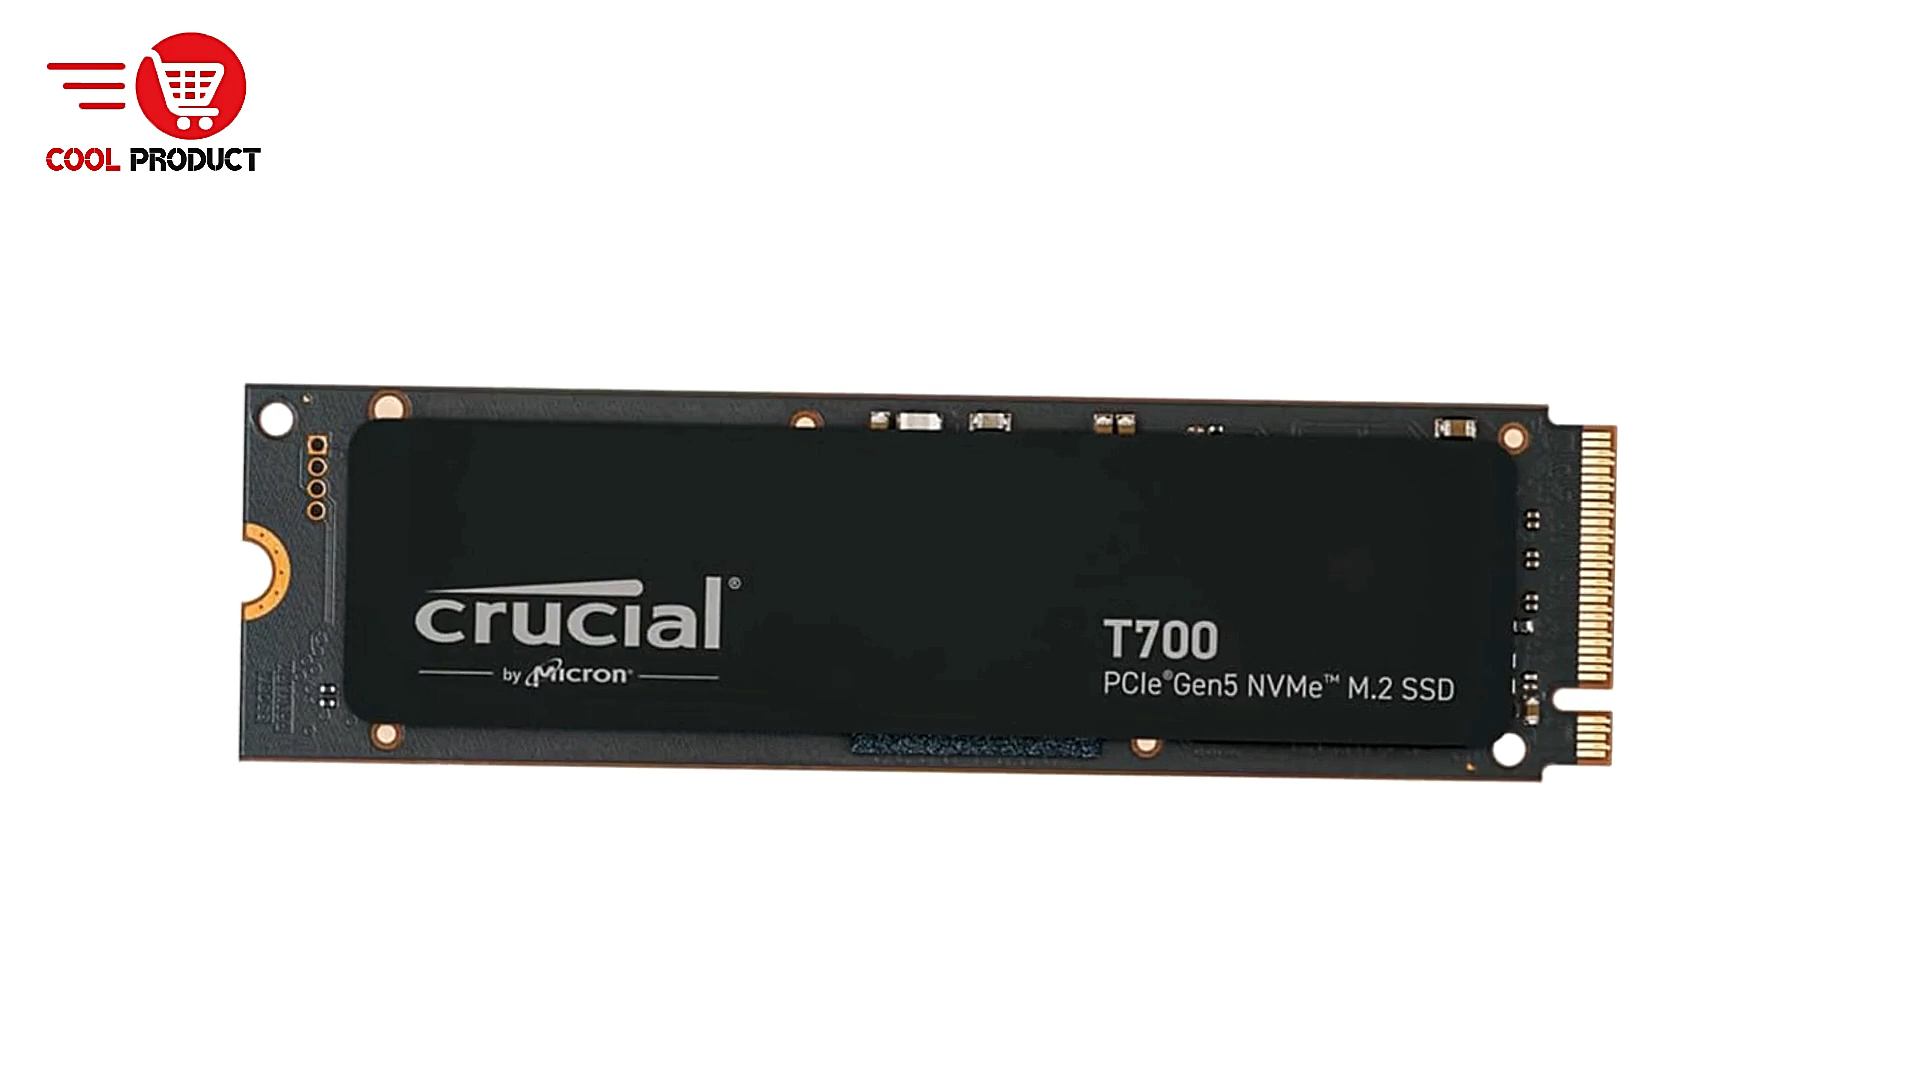 COOL PRODUCT
crucial®
by Micron®
T700
PCIe®Gen5 NVMe™ M.2 SSD